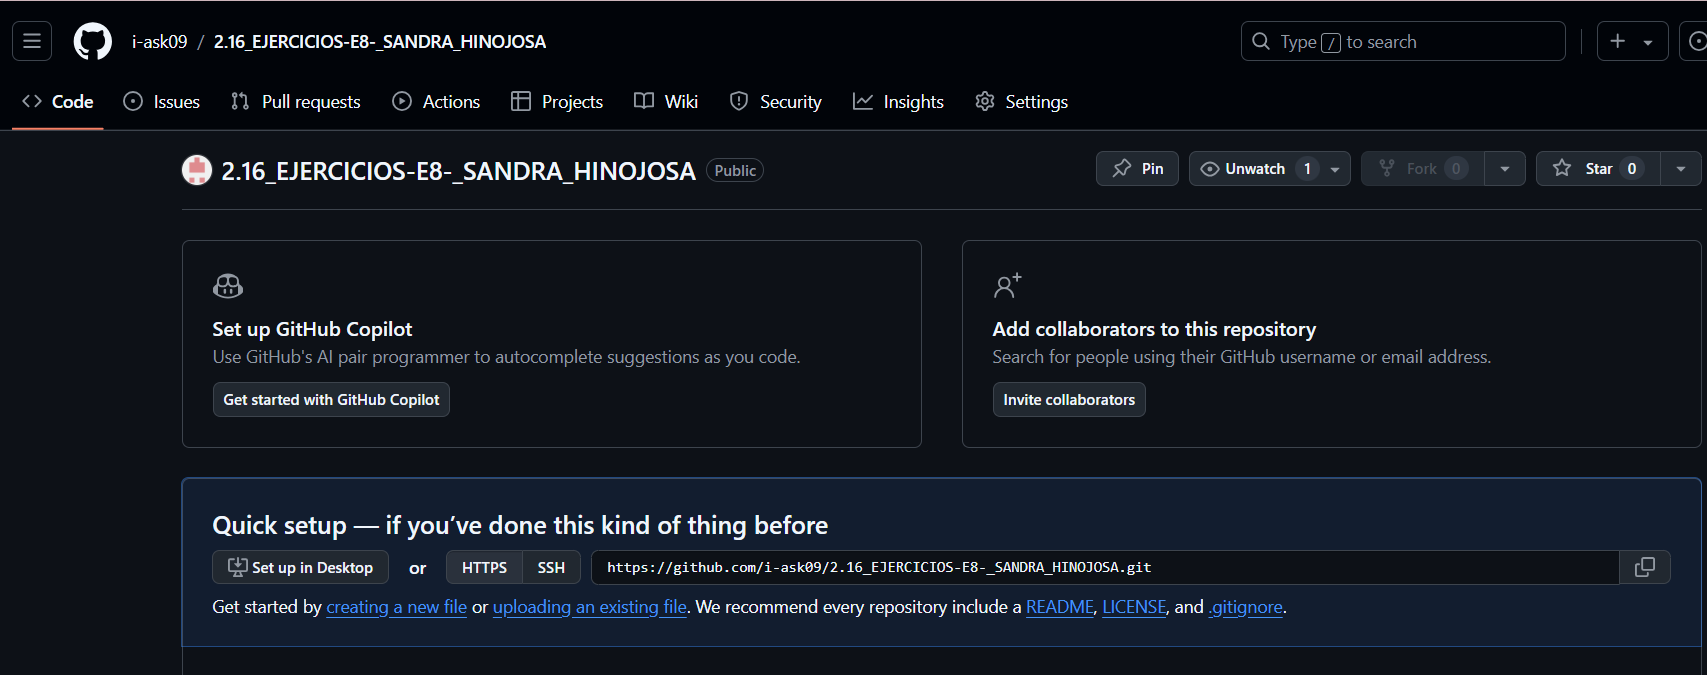 i-ask09 / 2.16_EJERCICIOS-E8-_SANDRA_HINOJOSA
Type / to search
Code Issues Pull requests Actions Projects Wiki Security Insights Settings
2.16_EJERCICIOS-E8-_SANDRA_HINOJOSA Public
Pin Unwatch 1 Fork 0 Star 0
Set up GitHub Copilot
Use GitHub's AI pair programmer to autocomplete suggestions as you code.
Get started with GitHub Copilot
Add collaborators to this repository
Search for people using their GitHub username or email address.
Invite collaborators
Quick setup — if you’ve done this kind of thing before
Set up in Desktop or HTTPS SSH https://github.com/i-ask09/2.16_EJERCICIOS-E8-_SANDRA_HINOJOSA.git
Get started by creating a new file or uploading an existing file. We recommend every repository include a README, LICENSE, and .gitignore.